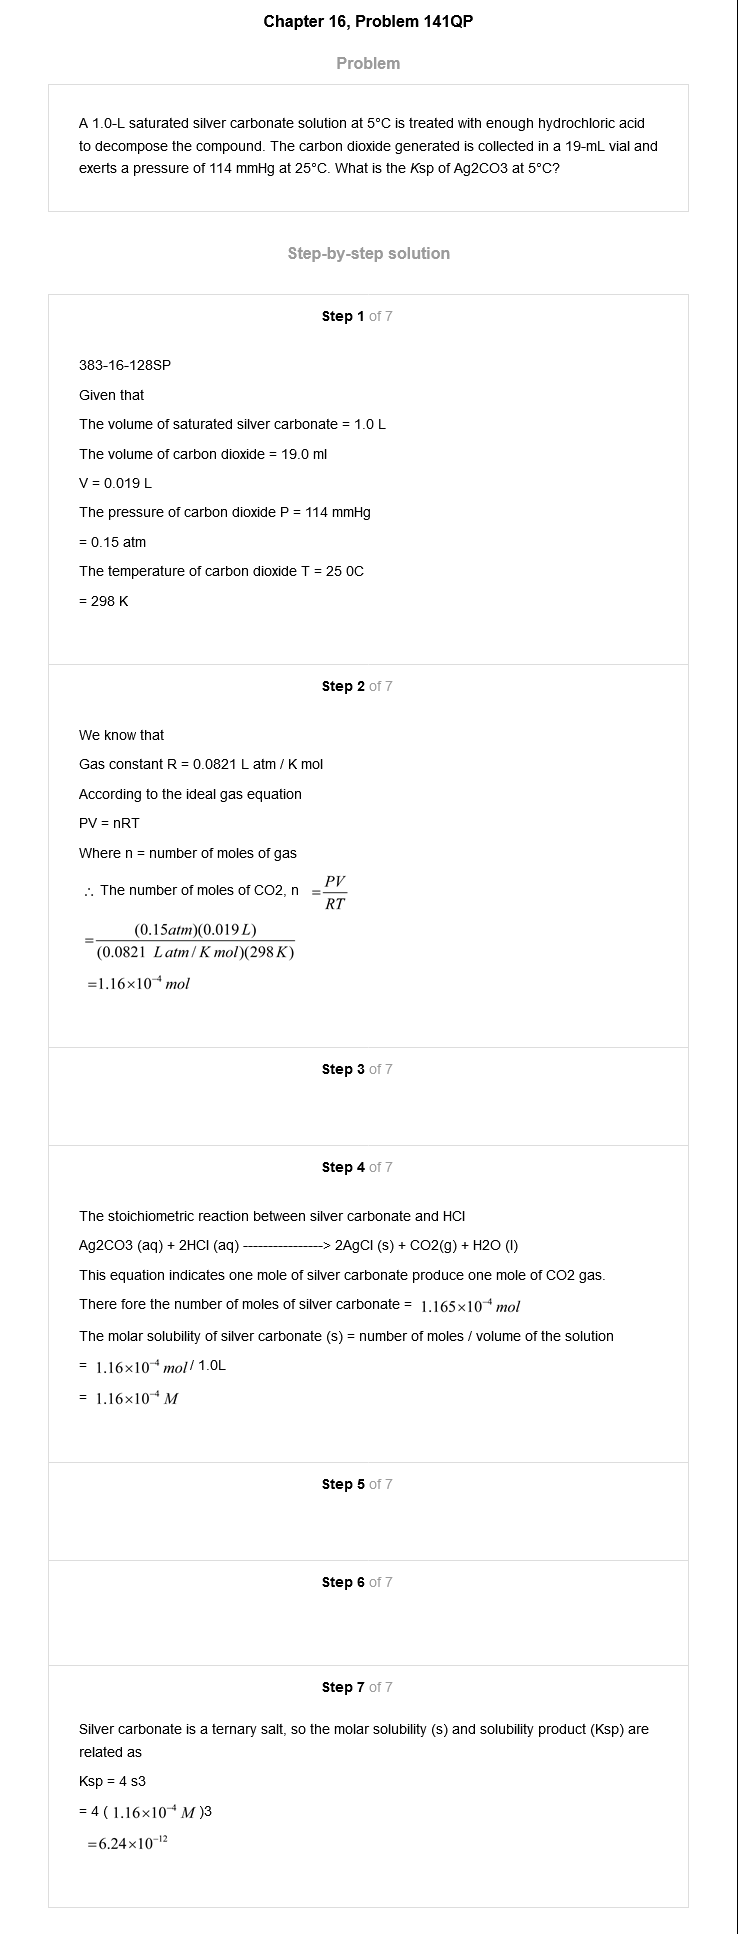 Chapter 16, Problem 141QP
Problem
A 1.0-L saturated silver carbonate solution at 5°C is treated with enough hydrochloric acid
to decompose the compound. The carbon dioxide generated is collected in a 19-mL vial and
exerts a pressure of 114 mmHg at 25°C. What is the Ksp of Ag2CO3 at 5°C?
Step-by-step solution
Step 1 of 7
383-16-128SP
Given that
The volume of saturated silver carbonate = 1.0 L
The volume of carbon dioxide = 19.0 ml
V = 0.019 L
The pressure of carbon dioxide P = 114 mmHg
= 0.15 atm
The temperature of carbon dioxide T = 25 0C
= 298 K
Step 2 of 7
We know that
Gas constant R = 0.0821 L atm / K mol
According to the ideal gas equation
PV = nRT
Where n = number of moles of gas
∴ The number of moles of CO2, n = PV / RT
= (0.15atm)(0.019 L) / (0.0821 L atm / K mol)(298 K)
=1.16×10⁻⁴ mol
Step 3 of 7
Step 4 of 7
The stoichiometric reaction between silver carbonate and HCl
Ag2CO3 (aq) + 2HCl (aq) ----------------> 2AgCl (s) + CO2(g) + H2O (l)
This equation indicates one mole of silver carbonate produce one mole of CO2 gas.
There fore the number of moles of silver carbonate = 1.165×10⁻⁴ mol
The molar solubility of silver carbonate (s) = number of moles / volume of the solution
= 1.16×10⁻⁴ mol / 1.0L
= 1.16×10⁻⁴ M
Step 5 of 7
Step 6 of 7
Step 7 of 7
Silver carbonate is a ternary salt, so the molar solubility (s) and solubility product (Ksp) are
related as
Ksp = 4 s3
= 4 ( 1.16×10⁻⁴ M )3
=6.24×10⁻¹²